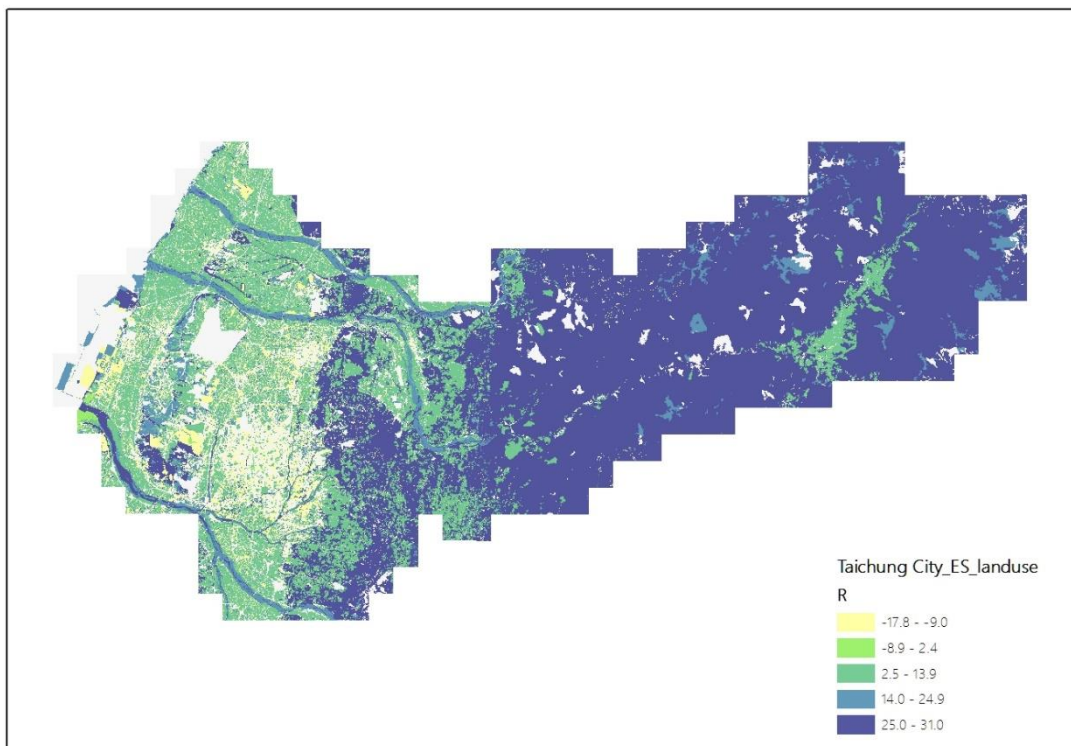 Taichung City_ES_landuse
R
-17.8 - -9.0
-8.9 - 2.4
2.5 - 13.9
14.0 - 24.9
25.0 - 31.0